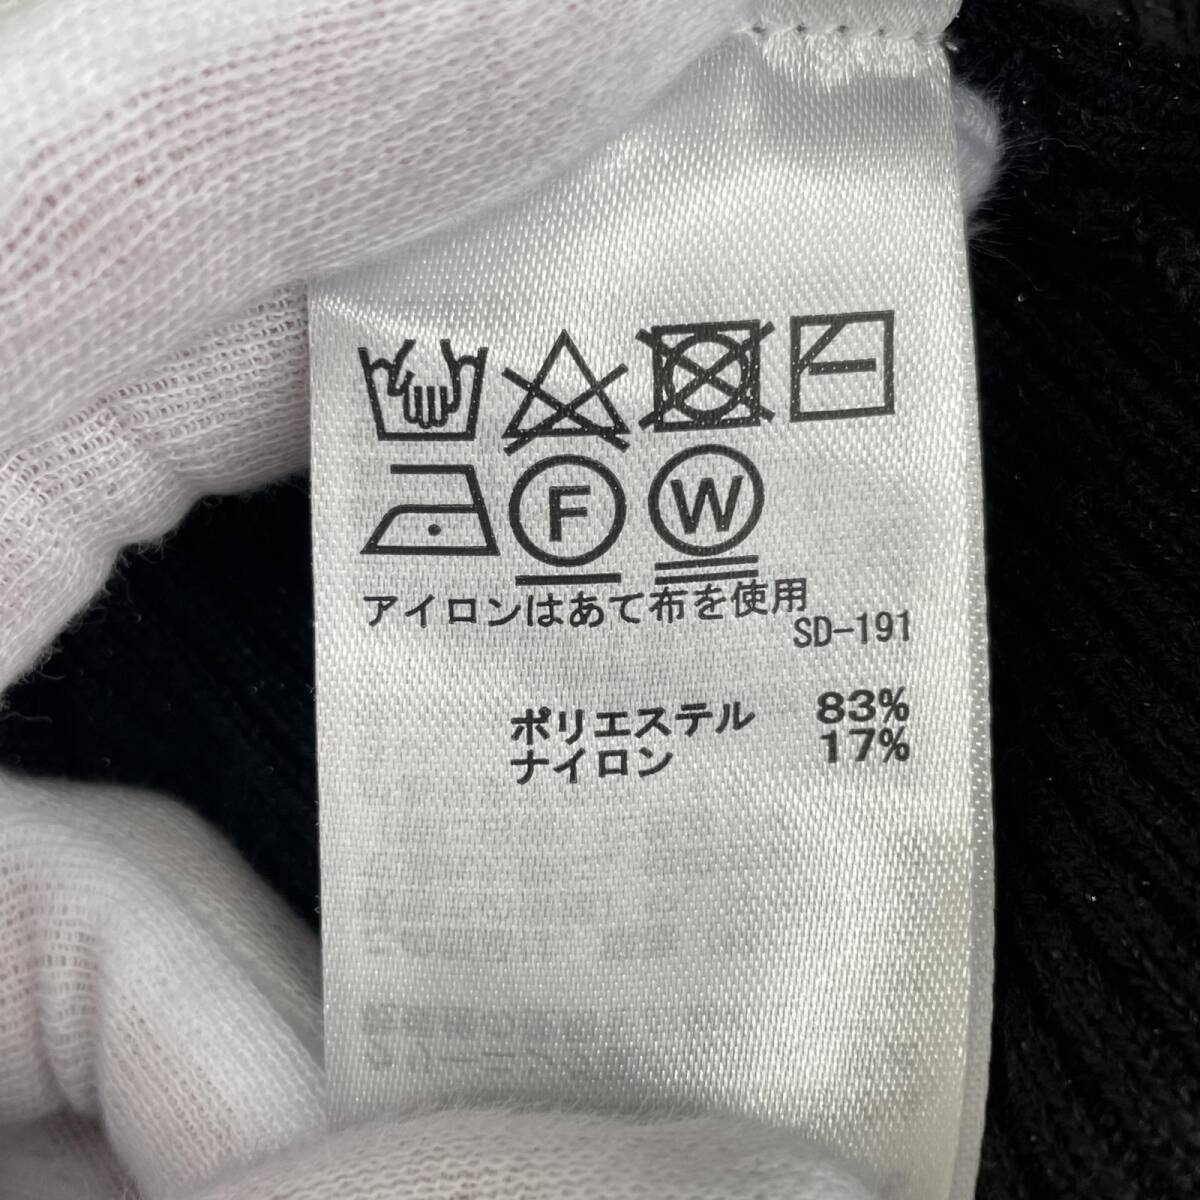 F W
アイロンはあて布を使用
SD-191
ポリエステル 83%
ナイロン 17%